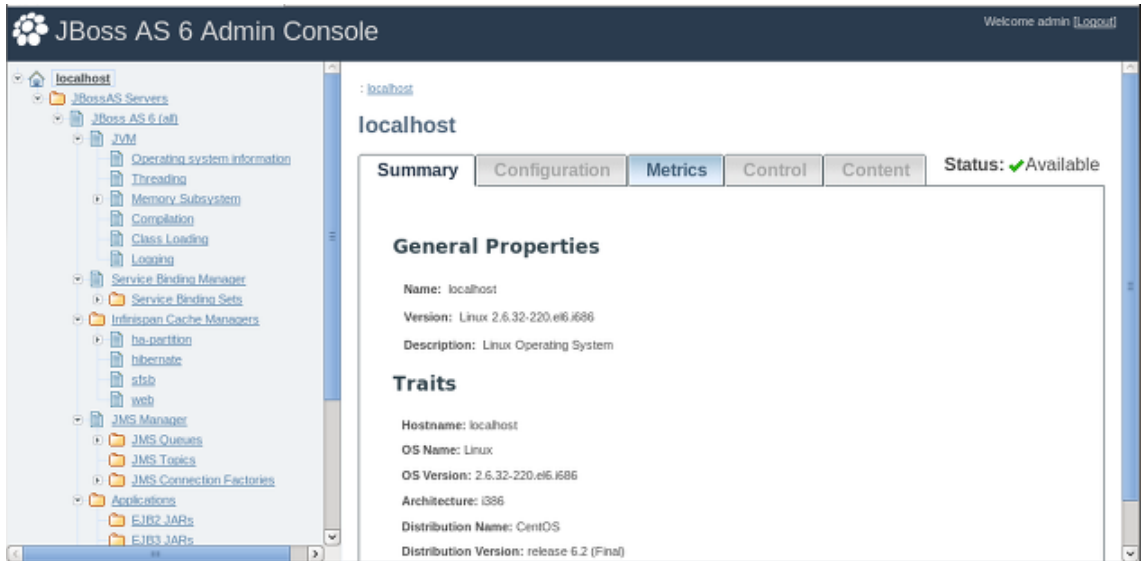 JBoss AS 6 Admin Console
Welcome admin [Logout]
localhost
JBossAS Servers
JBoss AS 6 (all)
JVM
Operating system information
Threading
Memory Subsystem
Compilation
Class Loading
Logging
Service Binding Manager
Service Binding Sets
Infinispan Cache Managers
ha-partition
hibernate
sfsb
web
JMS Manager
JMS Queues
JMS Topics
JMS Connection Factories
Applications
EJB2 JARs
EJB3 JARs
: localhost
localhost
Summary Configuration Metrics Control Content Status: Available
General Properties
Name: localhost
Version: Linux 2.6.32-220.el6.i686
Description: Linux Operating System
Traits
Hostname: localhost
OS Name: Linux
OS Version: 2.6.32-220.el6.i686
Architecture: i386
Distribution Name: CentOS
Distribution Version: release 6.2 (Final)